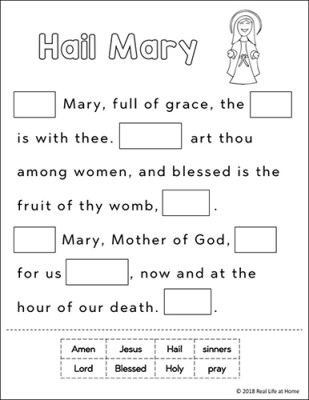 Hail Mary
Mary, full of grace, the
is with thee. art thou
among women, and blessed is the
fruit of thy womb, .
Mary, Mother of God,
for us , now and at the
hour of our death. .
Amen Jesus Hail sinners
Lord Blessed Holy pray
©2018 Real Life at Home